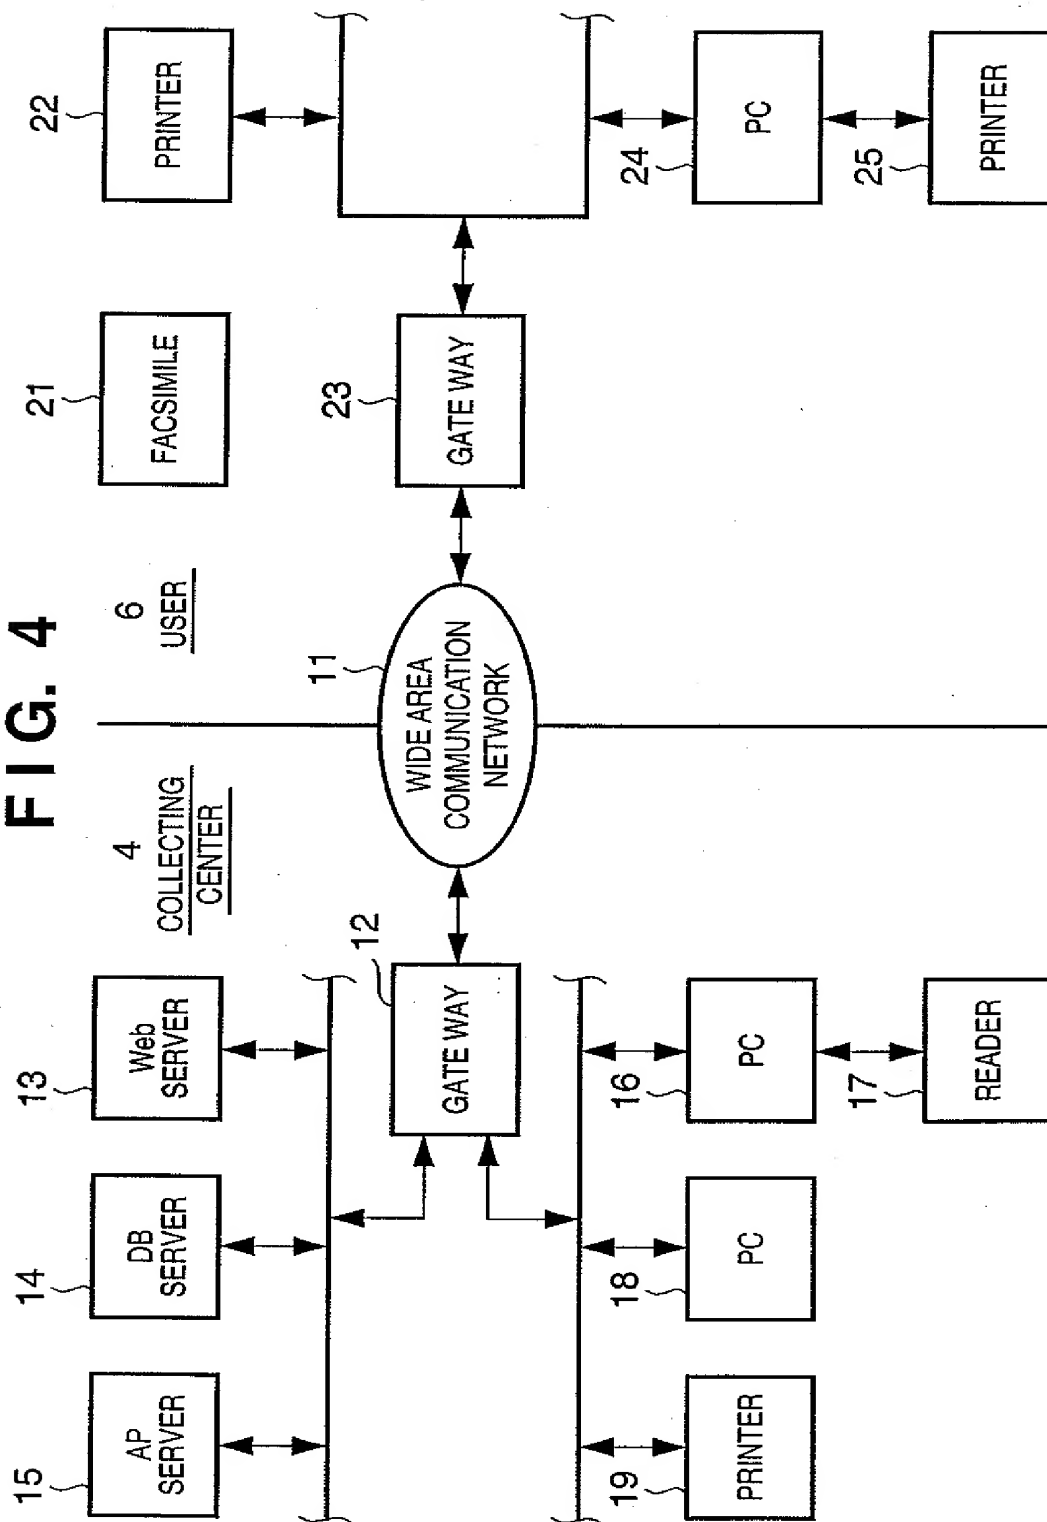 FIG. 4
4
COLLECTING
CENTER
6
USER
15
AP
SERVER
14
DB
SERVER
13
Web
SERVER
21
FACSIMILE
22
PRINTER
12
GATE WAY
11
WIDE AREA
COMMUNICATION
NETWORK
23
GATE WAY
19
PRINTER
18
PC
16
PC
24
PC
17
READER
25
PRINTER